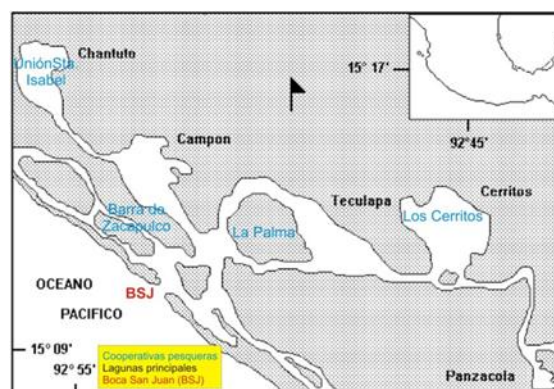 Chantuto
UniónSta
Isabel
15° 17'
92° 45'
Campon
Teculapa
Cerritos
Los Cerritos
Barra de
Zacapulco
La Palma
OCEANO
PACIFICO
BSJ
15° 09'
92° 55'
Cooperativas pesqueras
Lagunas principales
Boca San Juan (BSJ)
Panzacola